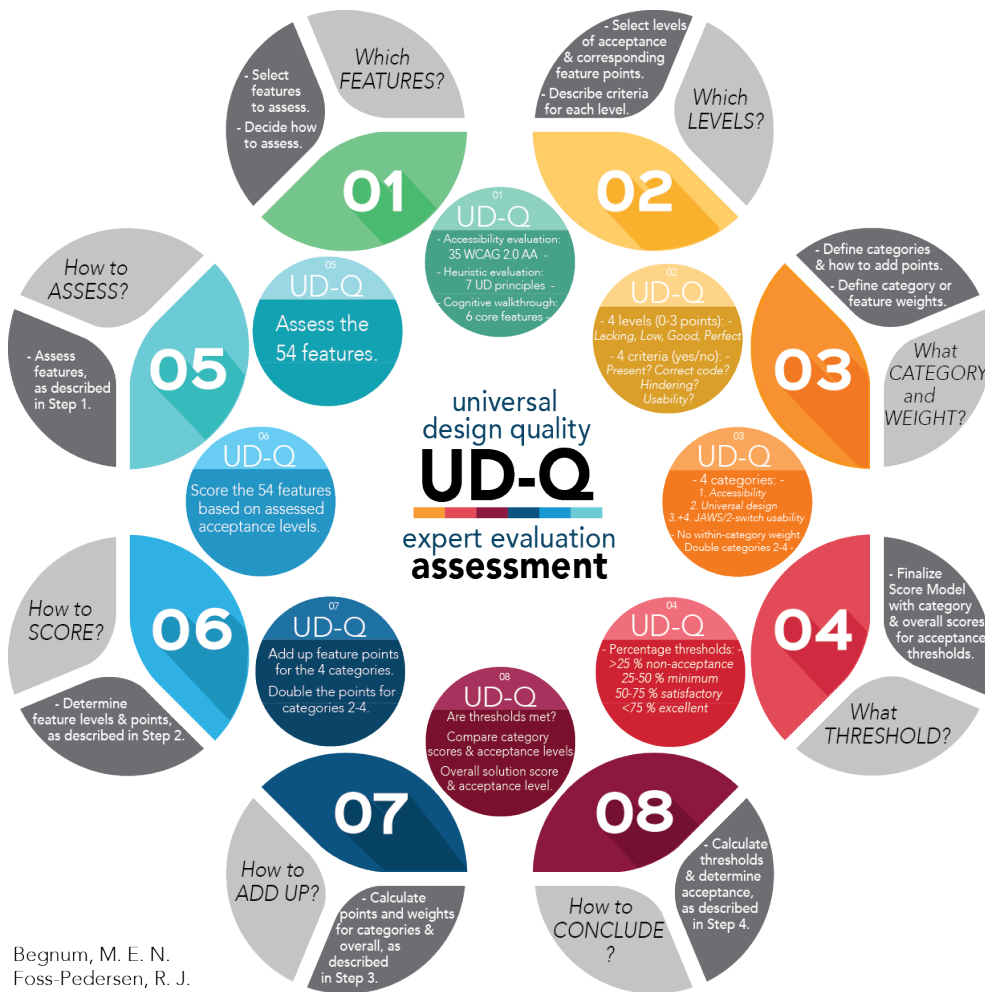 Which
FEATURES?
- Select
features
to assess.
- Decide how
to assess.
01
01
UD-Q
- Accessibility evaluation:
35 WCAG 2.0 AA -
- Heuristic evaluation:
7 UD principles -
- Cognitive walkthrough:
6 core features -
- Select levels
of acceptance
& corresponding
feature points.
- Describe criteria
for each level.
Which
LEVELS?
02
02
UD-Q
- 4 levels (0-3 points): -
Lacking, Low, Good, Perfect
- 4 criteria (yes/no): -
Present? Correct code?
Hindering?
Usability?
- Define categories
& how to add points.
- Define category or
feature weights.
What
CATEGORY
and
WEIGHT?
03
03
UD-Q
- 4 categories: -
1. Accessibility
2. Universal design
3.+4. JAWS/2-switch usability
- No within-category weight
Double categories 2-4 -
- Finalize
Score Model
with category
& overall scores
for acceptance
thresholds.
What
THRESHOLD?
04
04
UD-Q
- Percentage thresholds: -
>25 % non-acceptance
25-50 % minimum
50-75 % satisfactory
<75 % excellent
How to
ASSESS?
- Assess
features,
as described
in Step 1.
05
05
UD-Q
Assess the
54 features.
How to
SCORE?
- Determine
feature levels & points,
as described in Step 2.
06
06
UD-Q
Score the 54 features
based on assessed
acceptance levels.
How to
ADD UP?
- Calculate
points and weights
for categories &
overall, as
described
in Step 3.
07
07
UD-Q
Add up feature points
for the 4 categories.
Double the points for
categories 2-4.
How to
CONCLUDE
?
- Calculate
thresholds
& determine
acceptance,
as described
in Step 4.
08
08
UD-Q
Are thresholds met?
Compare category
scores & acceptance levels
Overall solution score
& acceptance level.
universal
design quality
UD-Q
expert evaluation
assessment
Begnum, M. E. N.
Foss-Pedersen, R. J.